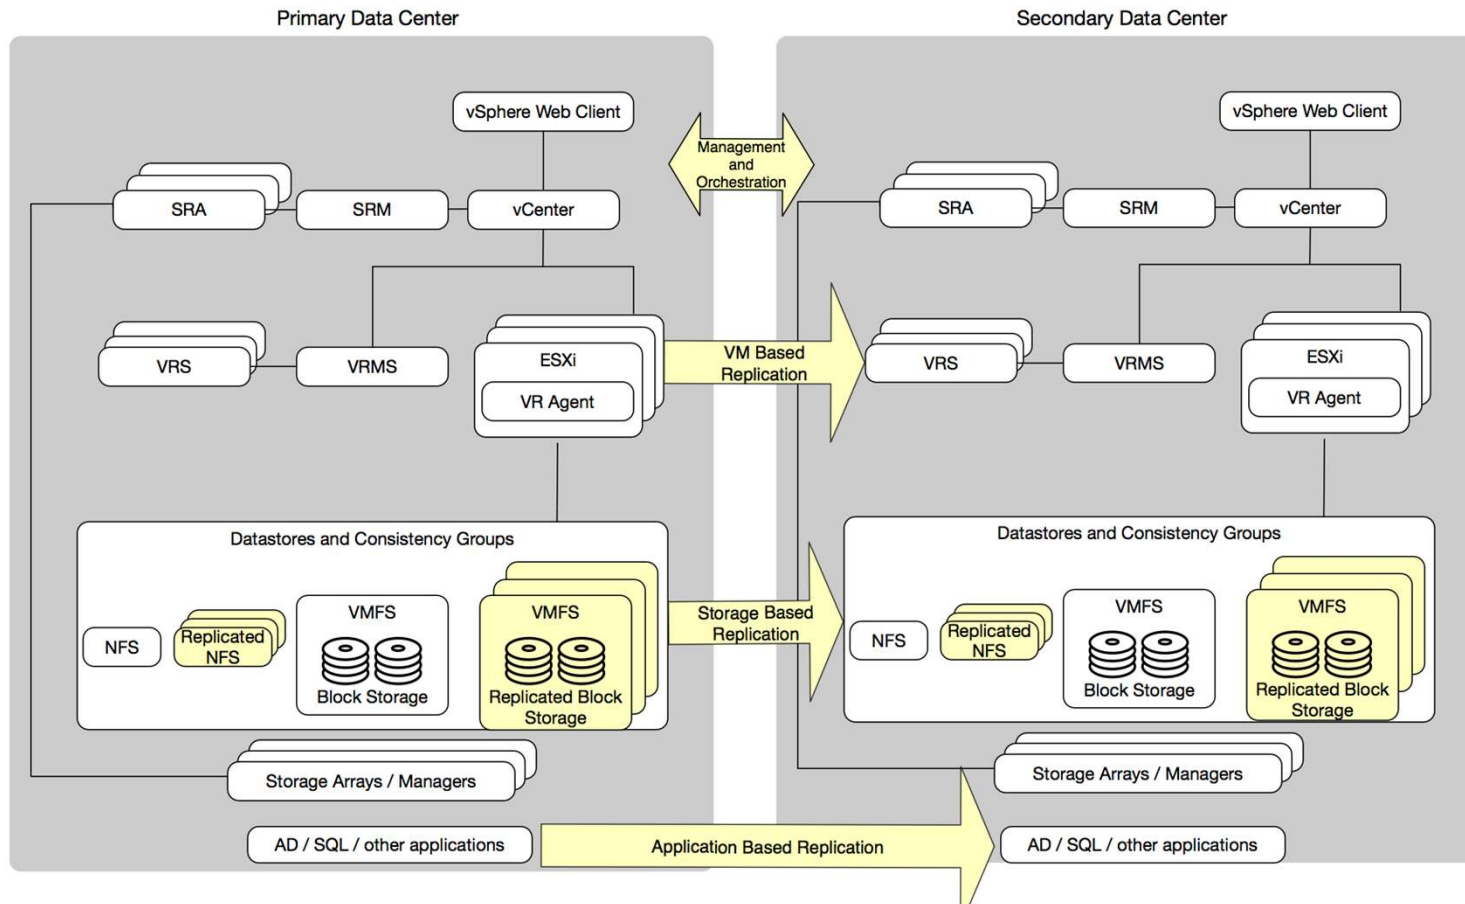 Primary Data Center
Secondary Data Center
vSphere Web Client
vSphere Web Client
Management
and
Orchestration
SRA
SRM
vCenter
SRA
SRM
vCenter
VRS
VRMS
ESXi
VR Agent
VM Based
Replication
VRS
VRMS
ESXi
VR Agent
Datastores and Consistency Groups
NFS
Replicated
NFS
VMFS
Block Storage
VMFS
Replicated Block
Storage
Storage Based
Replication
Datastores and Consistency Groups
NFS
Replicated
NFS
VMFS
Block Storage
VMFS
Replicated Block
Storage
Storage Arrays / Managers
Storage Arrays / Managers
AD / SQL / other applications
Application Based Replication
AD / SQL / other applications